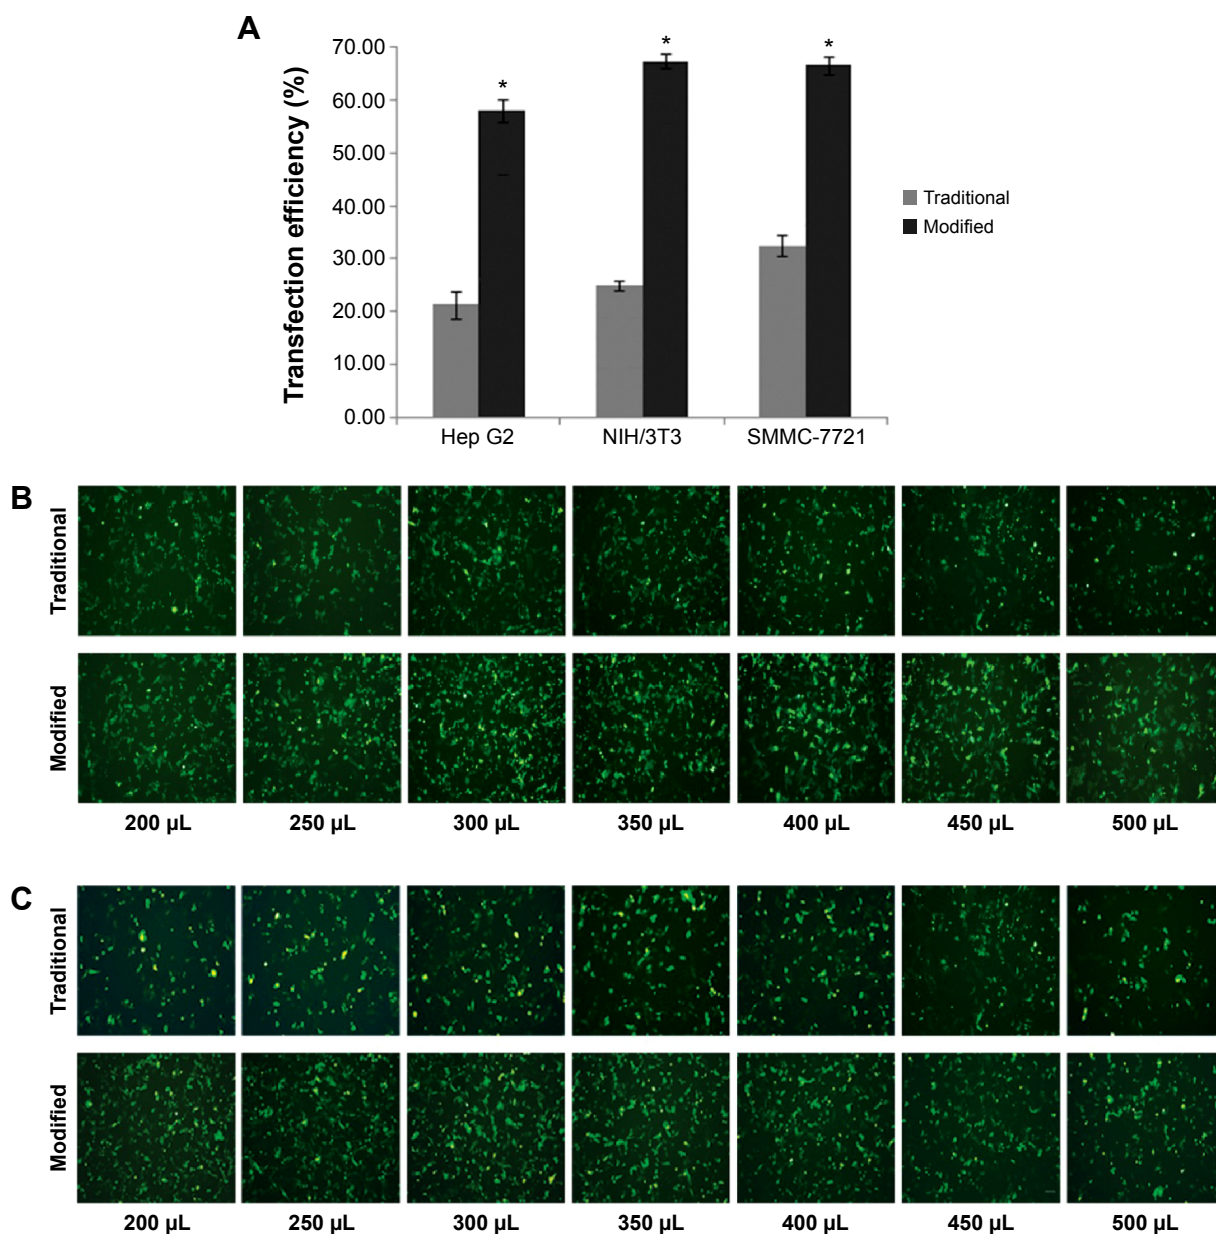 A
Transfection efficiency (%)
70.00
60.00
50.00
40.00
30.00
20.00
10.00
0.00
*
*
*
Hep G2
NIH/3T3
SMMC-7721
Traditional
Modified
B
Traditional
Modified
200 µL
250 µL
300 µL
350 µL
400 µL
450 µL
500 µL
C
Traditional
Modified
200 µL
250 µL
300 µL
350 µL
400 µL
450 µL
500 µL